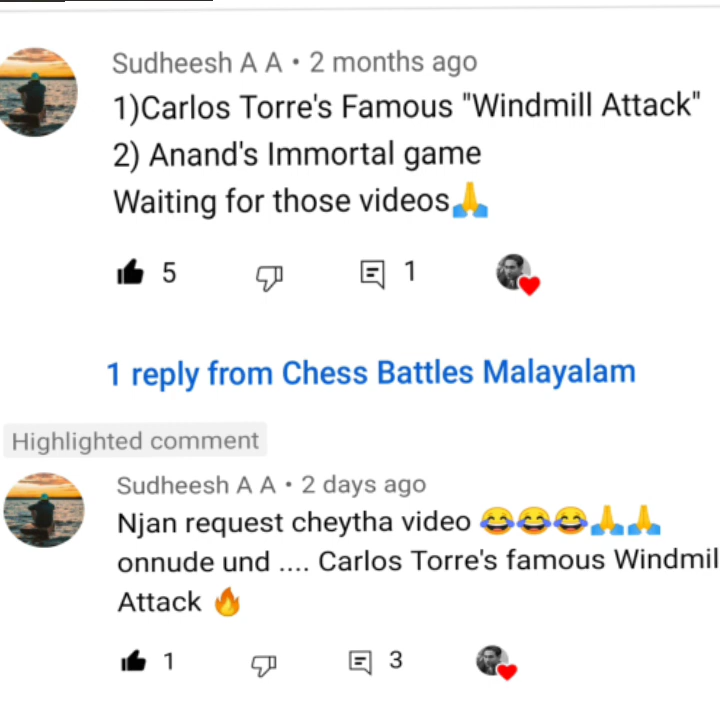 Sudheesh A A • 2 months ago
1)Carlos Torre's Famous "Windmill Attack"
2) Anand's Immortal game
Waiting for those videos🙏
5 1
1 reply from Chess Battles Malayalam
Highlighted comment
Sudheesh A A • 2 days ago
Njan request cheytha video 😂😂😂🙏🙏
onnude und .... Carlos Torre's famous Windmil
Attack 🔥
1 3